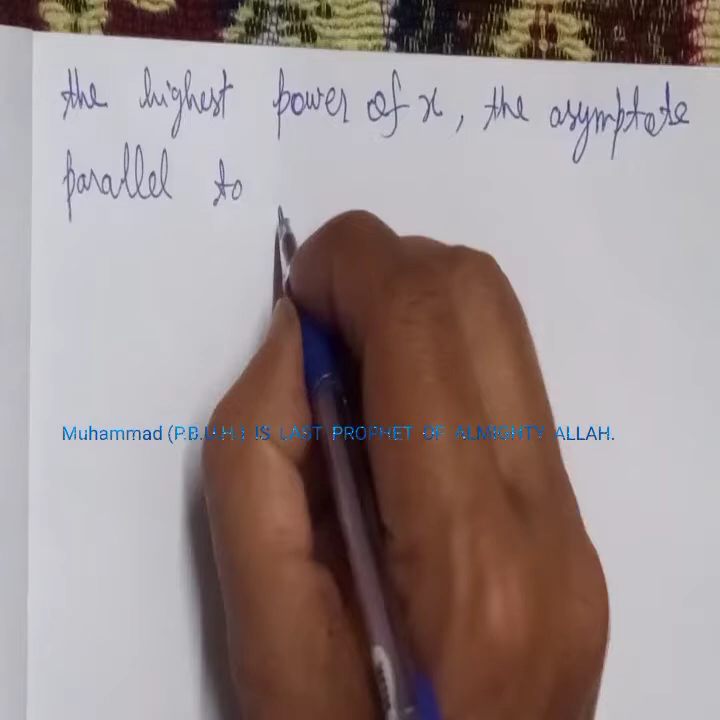 the highest power of x, the asymptote
parallel to
Muhammad (P.B.U.H.) IS LAST PROPHET OF ALMIGHTY ALLAH.